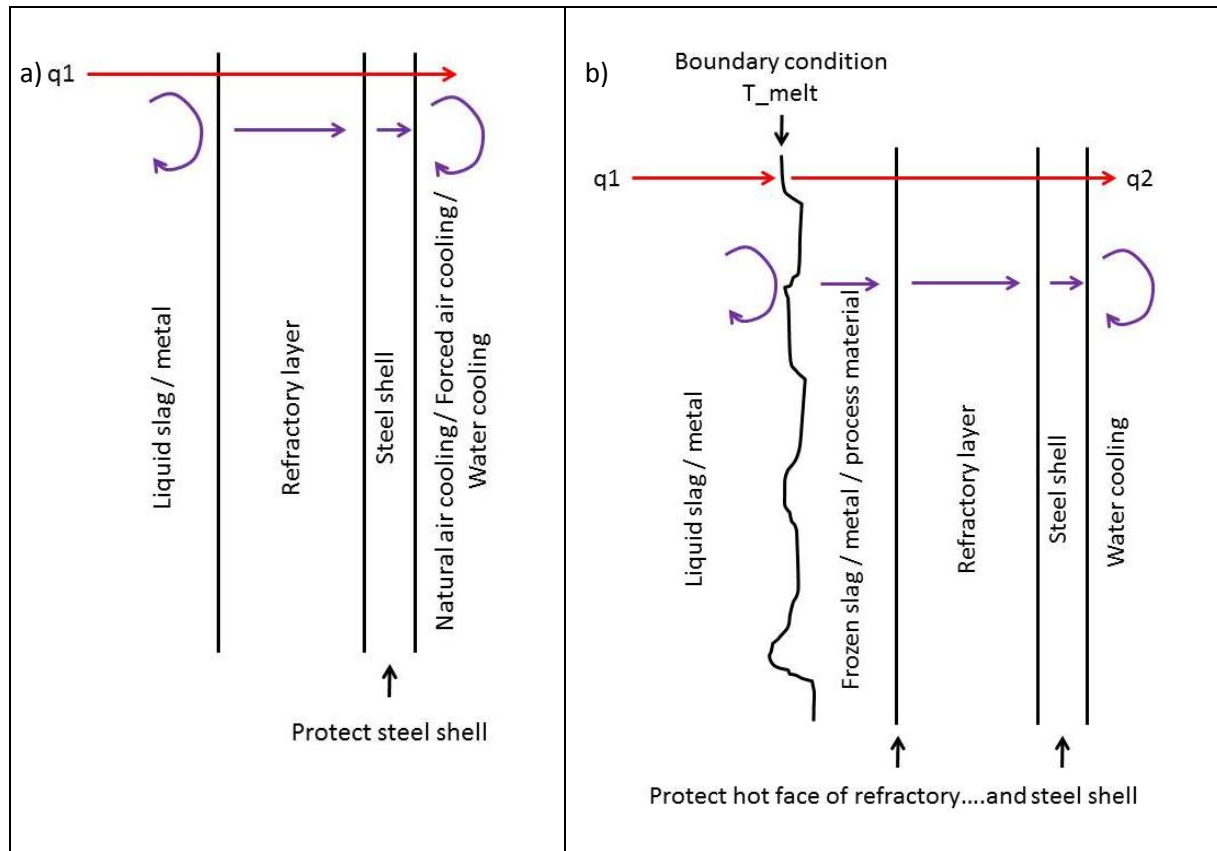 a) q1
Liquid slag / metal
Refractory layer
Steel shell
Natural air cooling/ Forced air cooling /
Water cooling
Protect steel shell
b)
Boundary condition
T_melt
q1
q2
Liquid slag / metal
Frozen slag / metal / process material
Refractory layer
Steel shell
Water cooling
Protect hot face of refractory....and steel shell